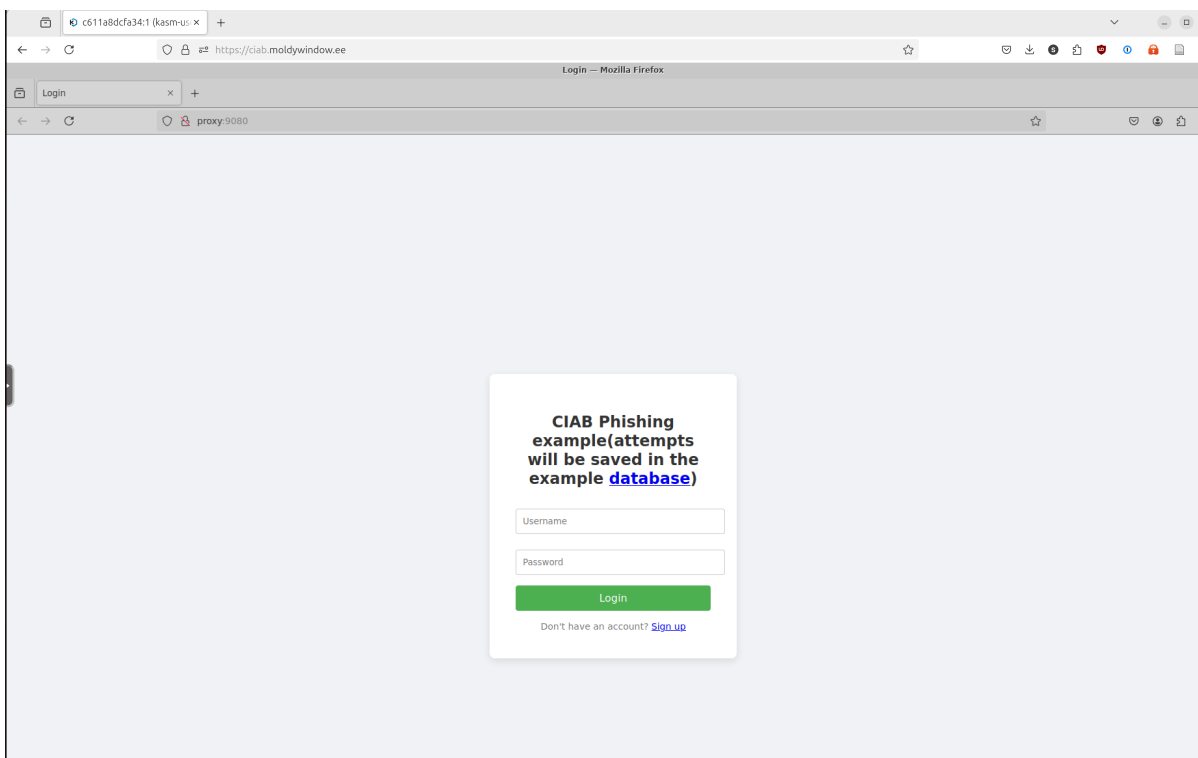 c611a8dcfa34:1 (kasm-us
https://ciab.moldywindow.ee
Login — Mozilla Firefox
Login
proxy:9080
CIAB Phishing
example(attempts
will be saved in the
example database)
Username
Password
Login
Don't have an account? Sign up